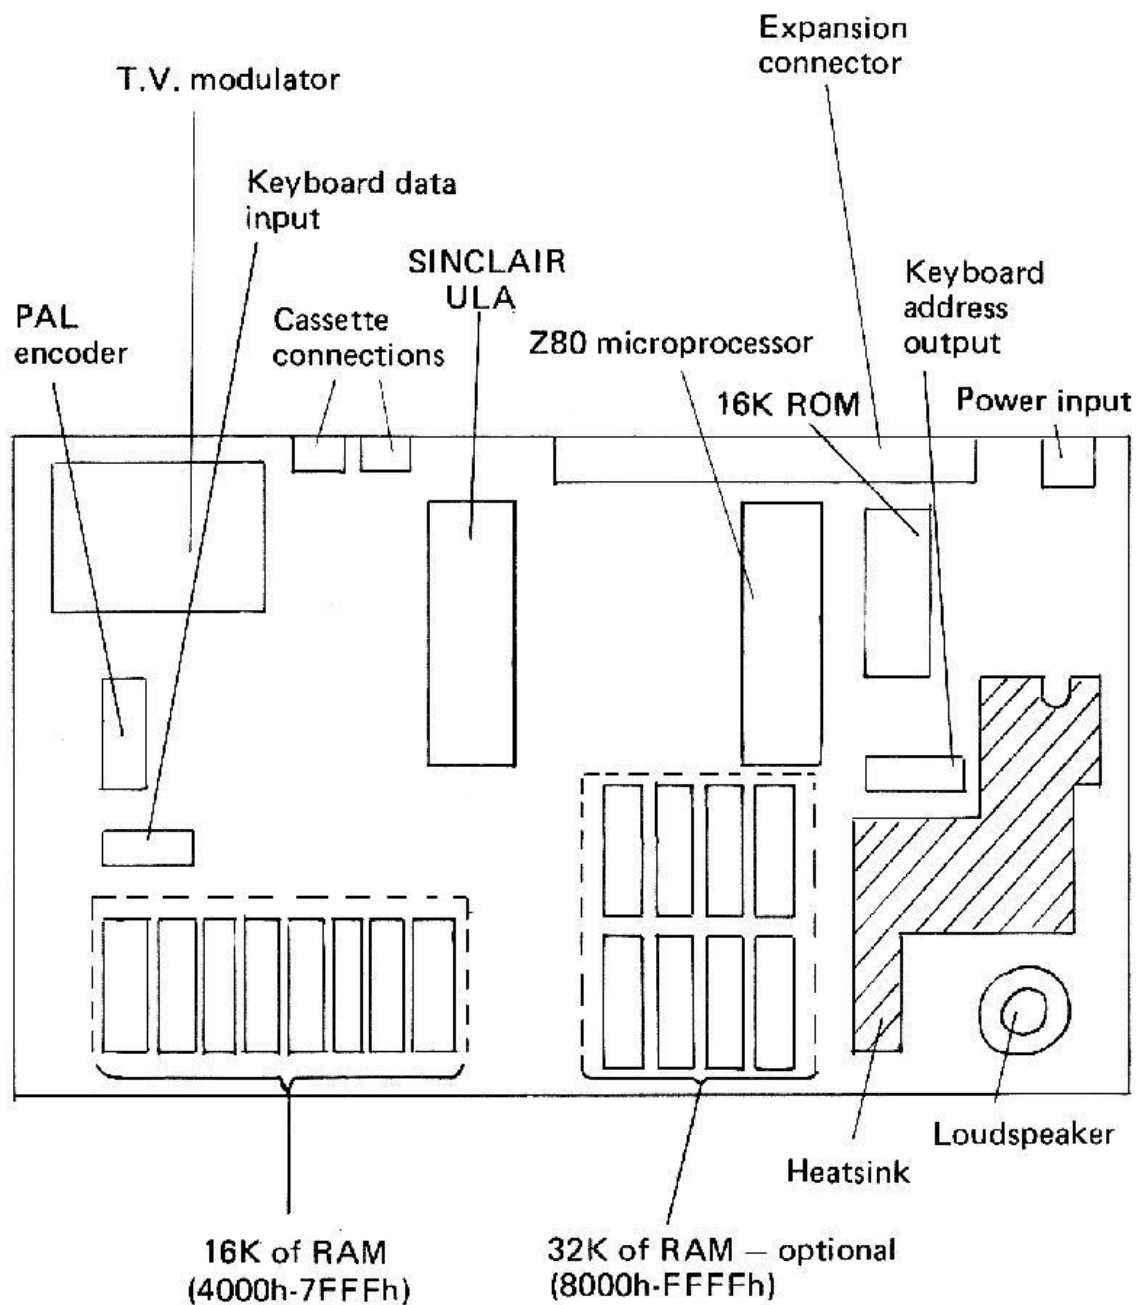 Expansion
connector
T.V. modulator
Keyboard data
input
SINCLAIR
ULA
Keyboard
address
output
PAL
encoder
Cassette
connections
Z80 microprocessor
16K ROM
Power input
Loudspeaker
Heatsink
16K of RAM
(4000h-7FFFh)
32K of RAM — optional
(8000h-FFFFh)